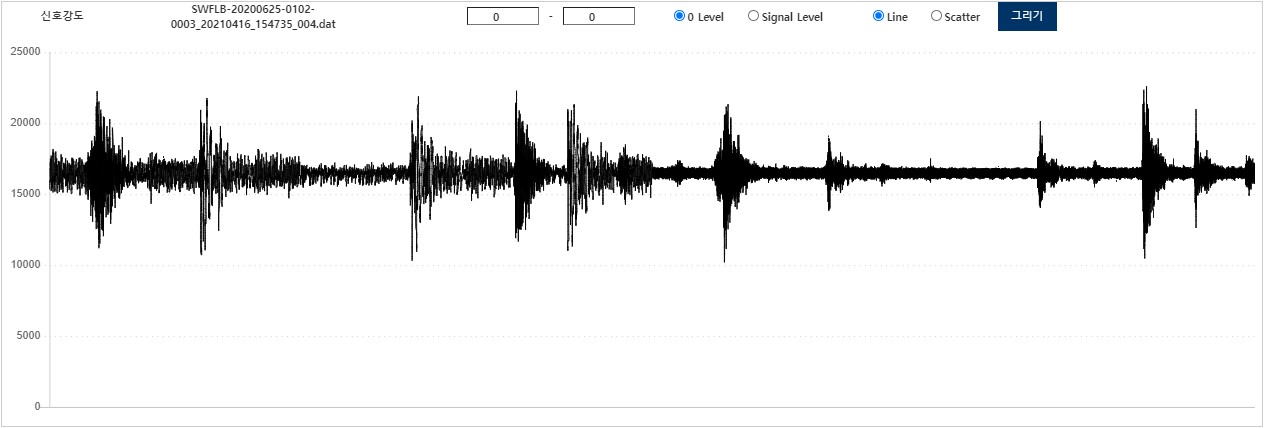 신호강도
SWFLB-20200625-0102-
0003_20210416_154735_004.dat
0 - 0
0 Level Signal Level
Line Scatter
그리기
25000
20000
15000
10000
5000
0